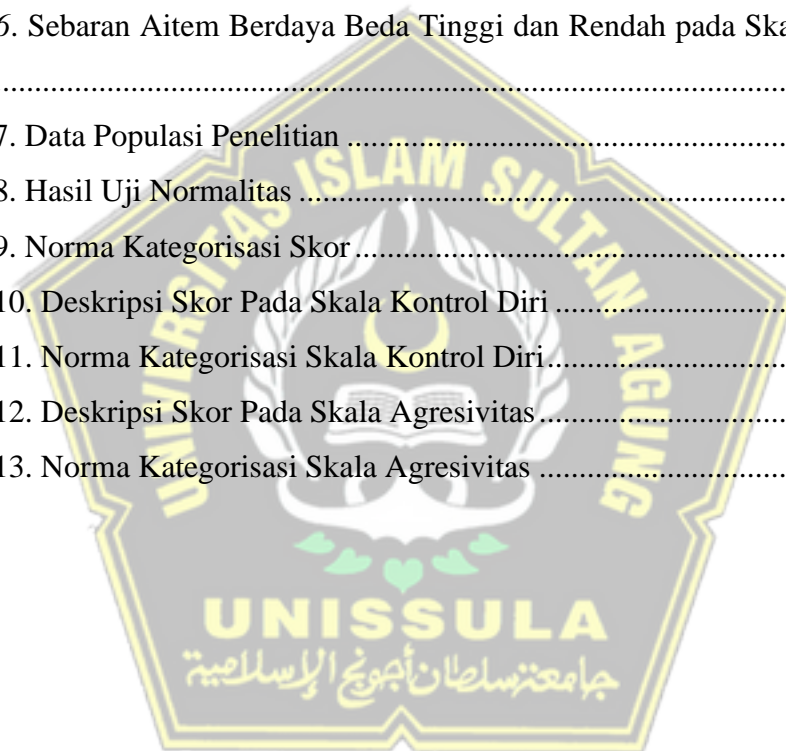 6. Sebaran Aitem Berdaya Beda Tinggi dan Rendah pada Ska
...............................................................................................
7. Data Populasi Penelitian .......................................................
8. Hasil Uji Normalitas .............................................................
9. Norma Kategorisasi Skor ......................................................
10. Deskripsi Skor Pada Skala Kontrol Diri .............................
11. Norma Kategorisasi Skala Kontrol Diri ..............................
12. Deskripsi Skor Pada Skala Agresivitas ...............................
13. Norma Kategorisasi Skala Agresivitas ...............................
UNIVERSITAS ISLAM SULTAN AGUNG
UNISSULA
جامعنزسلطان أجونج الإسلامية